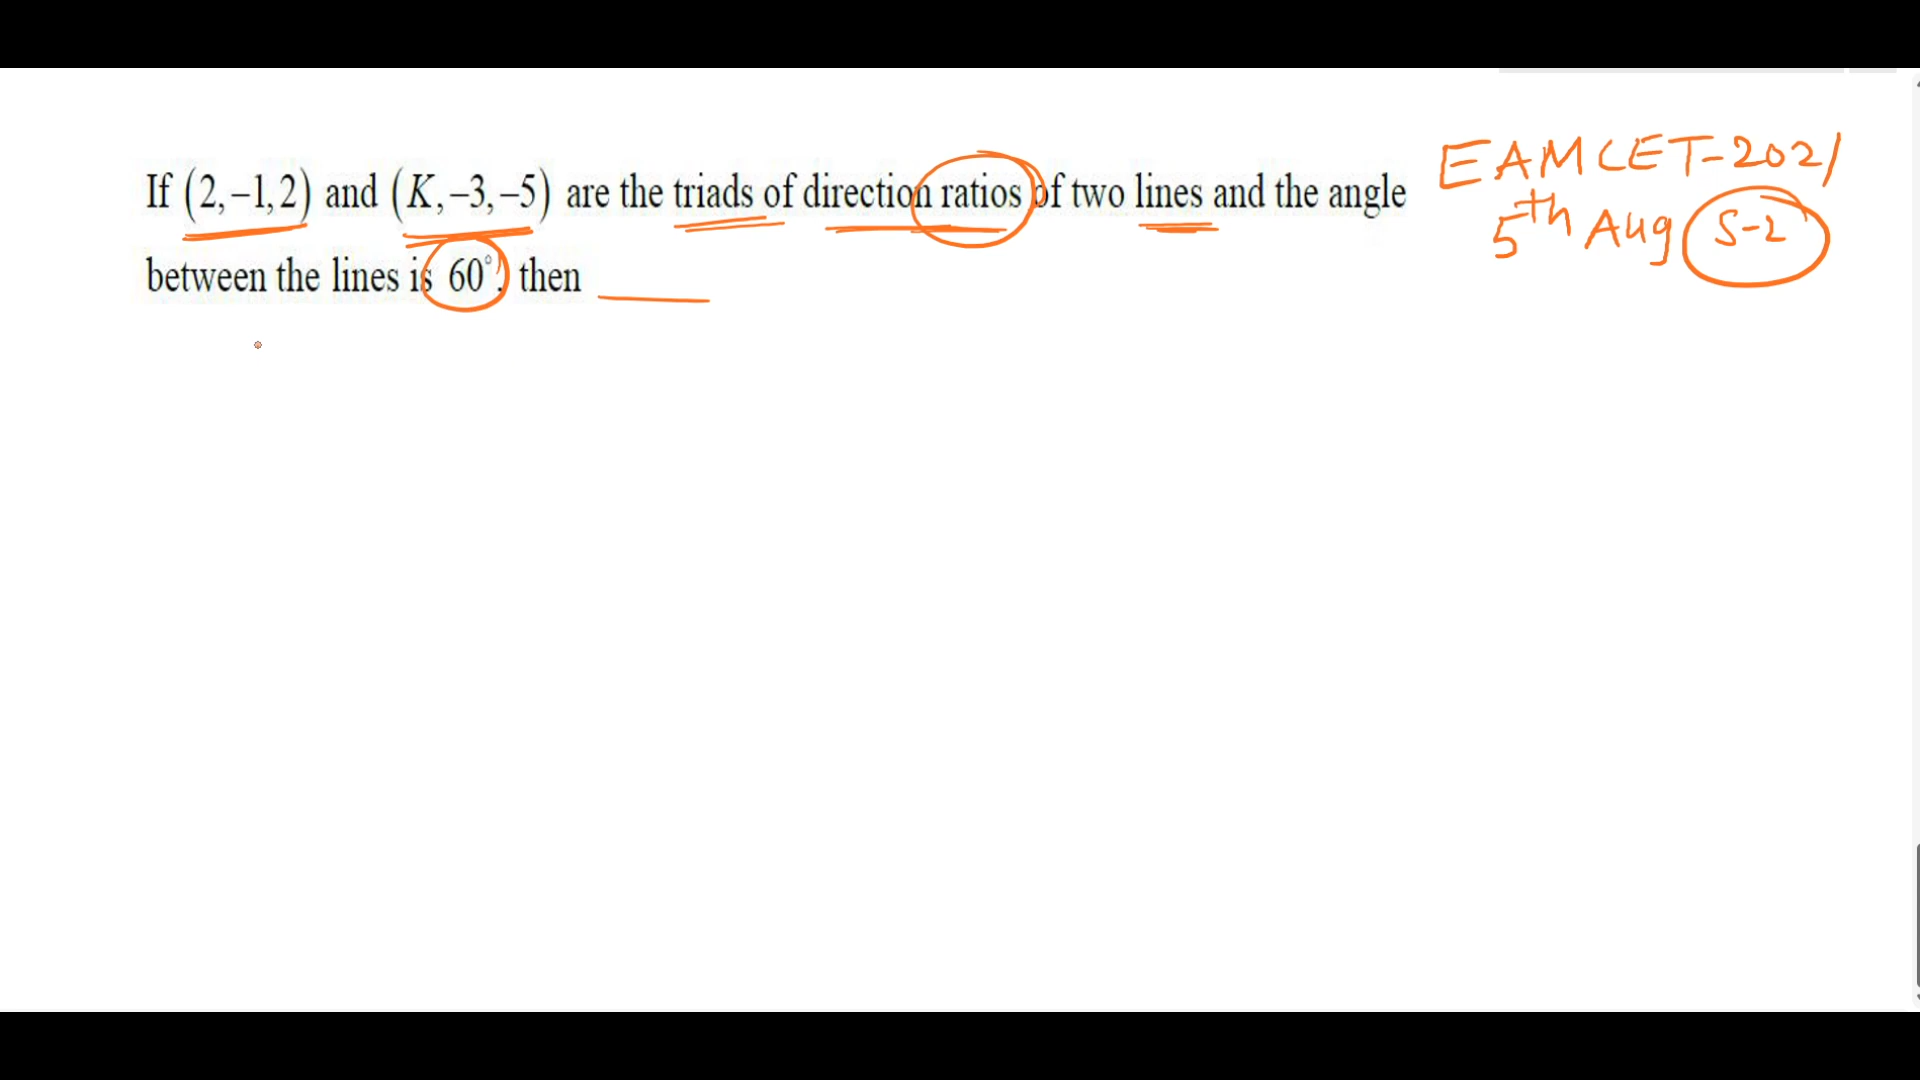 If (2,–1,2) and (K,–3,–5) are the triads of direction ratios of two lines and the angle
between the lines is 60°. then
EAMCET-2021
5th Aug S-2